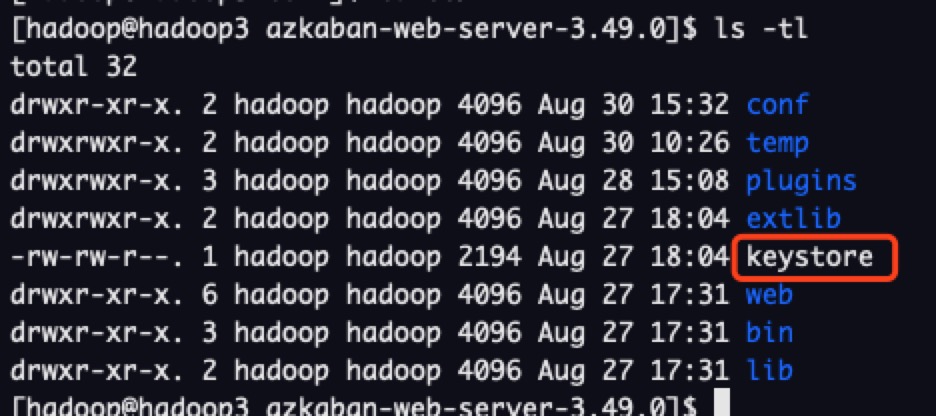 [hadoop@hadoop3 azkaban-web-server-3.49.0]$ ls -tl
total 32
drwxr-xr-x. 2 hadoop hadoop 4096 Aug 30 15:32 conf
drwxrwxr-x. 2 hadoop hadoop 4096 Aug 30 10:26 temp
drwxrwxr-x. 3 hadoop hadoop 4096 Aug 28 15:08 plugins
drwxrwxr-x. 2 hadoop hadoop 4096 Aug 27 18:04 extlib
-rw-rw-r--. 1 hadoop hadoop 2194 Aug 27 18:04 keystore
drwxr-xr-x. 6 hadoop hadoop 4096 Aug 27 17:31 web
drwxr-xr-x. 3 hadoop hadoop 4096 Aug 27 17:31 bin
drwxr-xr-x. 2 hadoop hadoop 4096 Aug 27 17:31 lib
[hadoop@hadoop3 azkaban-web-server-3.49.0]$